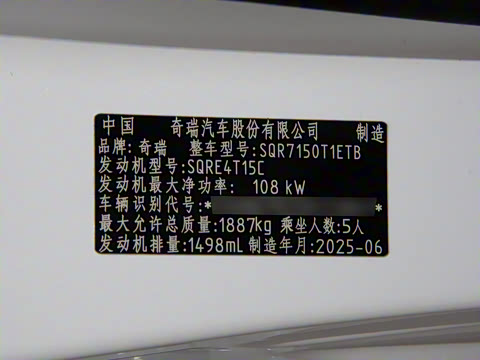 中国 奇瑞汽车股份有限公司 制造
品牌:奇瑞 整车型号:SQR7150T1ETB
发动机型号:SQRE4T15C
发动机最大净功率: 108 kW
车辆识别代号:* *
最大允许总质量:1887kg 乘坐人数:5人
发动机排量:1498mL 制造年月:2025-06